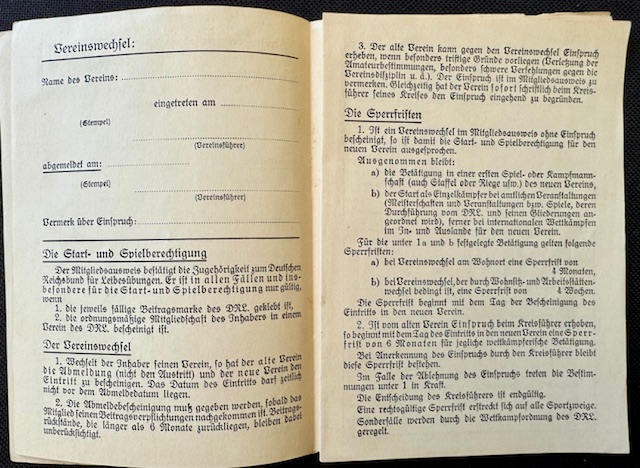 Vereinswechsel:
Name des Vereins:
eingetreten am
(Stempel)
(Vereinsführer)
abgemeldet am:
(Stempel)
(Vereinsführer)
Vermerk über Einspruch:
Die Start- und Spielberechtigung
Der Mitgliedsausweis bestätigt die Zugehörigkeit zum Deutschen
Reichsbund für Leibesübungen. Er ist in allen Fällen und ins-
besondere für die Start- und Spielberechtigung nur gültig,
wenn
1. die jeweils fällige Beitragsmarke des DRL. geklebt ist,
2. die ordnungsmäßige Mitgliedschaft des Inhabers in einem
Verein des DRL. bescheinigt ist.
Der Vereinswechsel
1. Wechselt der Inhaber seinen Verein, so hat der alte Verein
die Abmeldung (nicht den Austritt) und der neue Verein den
Eintritt zu bescheinigen. Das Datum des Eintritts darf zeitlich
nicht vor dem Abmeldedatum liegen.
2. Die Abmeldebescheinigung muß gegeben werden, sobald das
Mitglied seinen Beitragsverpflichtungen nachgekommen ist. Beitrags-
rückstände, die länger als 6 Monate zurückliegen, bleiben dabei
unberücksichtigt.
3. Der alte Verein kann gegen den Vereinswechsel Einspruch
erheben, wenn besonders triftige Gründe vorliegen (Verletzung der
Amateurbestimmungen, besonders schwere Verfehlungen gegen die
Vereinsdisziplin u. ä.). Der Einspruch ist im Mitgliedsausweis zu
vermerken. Gleichzeitig hat der Verein sofort schriftlich beim Kreis-
führer seines Kreises den Einspruch eingehend zu begründen.
Die Sperrfristen
1. Ist ein Vereinswechsel im Mitgliedsausweis ohne Einspruch
bescheinigt, so ist damit die Start- und Spielberechtigung für den
neuen Verein ausgesprochen.
Ausgenommen bleibt:
a) die Betätigung in einer ersten Spiel- oder Kampfmann-
schaft (auch Staffel oder Riege usw.) des neuen Vereins,
b) der Start als Einzelkämpfer bei amtlichen Veranstaltungen
(Meisterschaften und Veranstaltungen bzw. Spiele, deren
Durchführung vom DRL. und seinen Gliederungen an-
geordnet wird), ferner bei internationalen Wettkämpfen
im In- und Auslande für den neuen Verein.
Für die unter 1a und b festgelegte Betätigung gelten folgende
Sperrfristen:
a) bei Vereinswechsel am Wohnort eine Sperrfrist von
4 Monaten,
b) bei Vereinswechsel, der durch Wohnsitz- und Arbeitsstätten-
wechsel bedingt ist, eine Sperrfrist von 4 Wochen.
Die Sperrfrist beginnt mit dem Tag der Bescheinigung des
Eintritts in den neuen Verein.
2. Ist vom alten Verein Einspruch beim Kreisführer erhoben,
so beginnt mit dem Tag des Eintritts in den neuen Verein eine Sperr-
frist von 6 Monaten für jegliche wettkämpferische Betätigung.
Bei Anerkennung des Einspruchs durch den Kreisführer bleibt
diese Sperrfrist bestehen.
Im Falle der Ablehnung des Einspruchs treten die Bestim-
mungen unter 1 in Kraft.
Die Entscheidung des Kreisführers ist endgültig.
Eine rechtsgültige Sperrfrist erstreckt sich auf alle Sportzweige.
Sonderfälle werden durch die Wettkampfordnung des DRL.
geregelt.